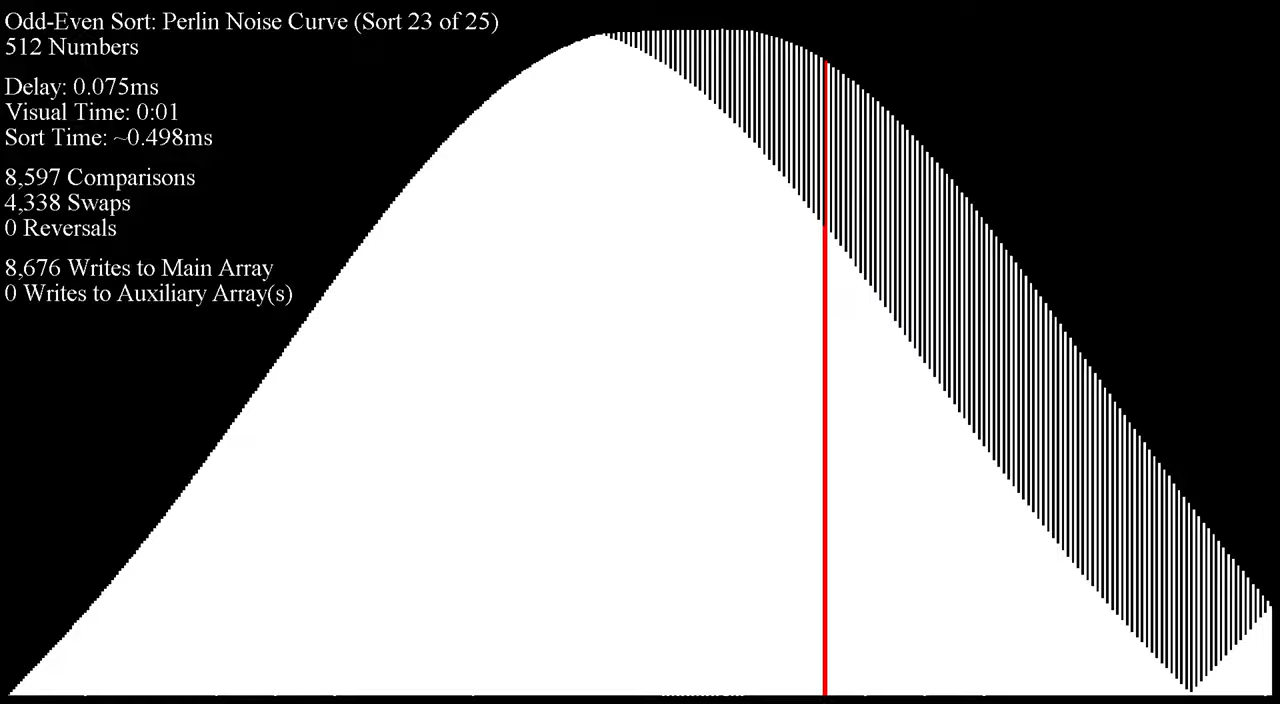 Odd-Even Sort: Perlin Noise Curve (Sort 23 of 25)
512 Numbers
Delay: 0.075ms
Visual Time: 0:01
Sort Time: ~0.498ms
8,597 Comparisons
4,338 Swaps
0 Reversals
8,676 Writes to Main Array
0 Writes to Auxiliary Array(s)